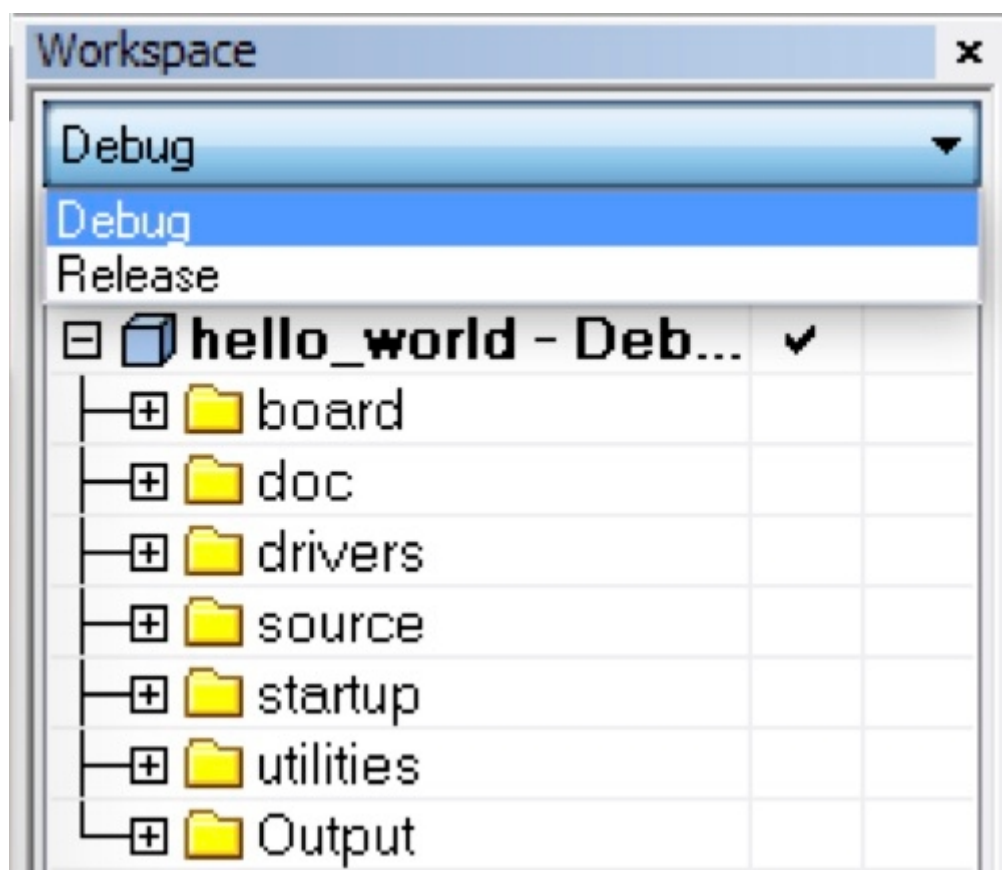 Workspace
Debug
Debug
Release
hello_world - Deb...
board
doc
drivers
source
startup
utilities
Output